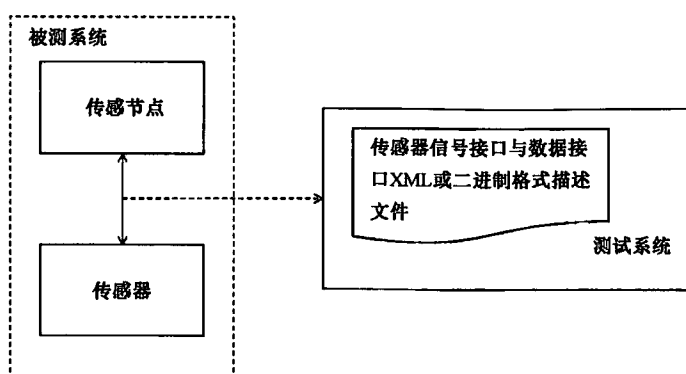 被测系统
传感节点
传感器信号接口与数据接
口XML或二进制格式描述
文件
测试系统
传感器